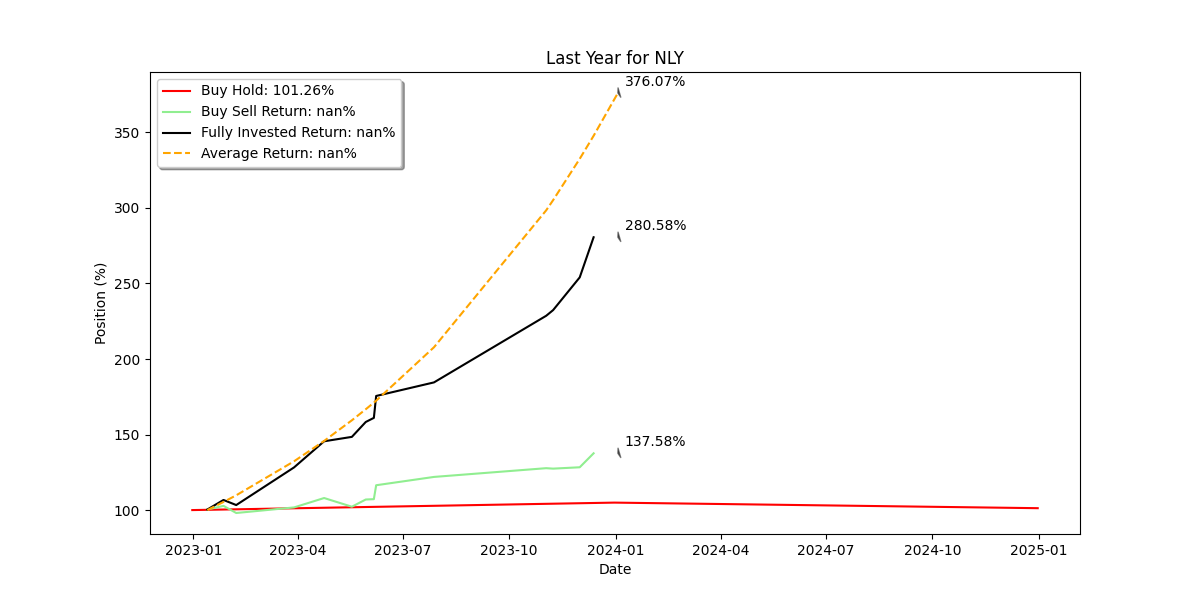 Last Year for NLY
Buy Hold: 101.26%
Buy Sell Return: nan%
Fully Invested Return: nan%
Average Return: nan%
376.07%
280.58%
137.58%
Position (%)
350
300
250
200
150
100
2023-01
2023-04
2023-07
2023-10
2024-01
2024-04
2024-07
2024-10
2025-01
Date